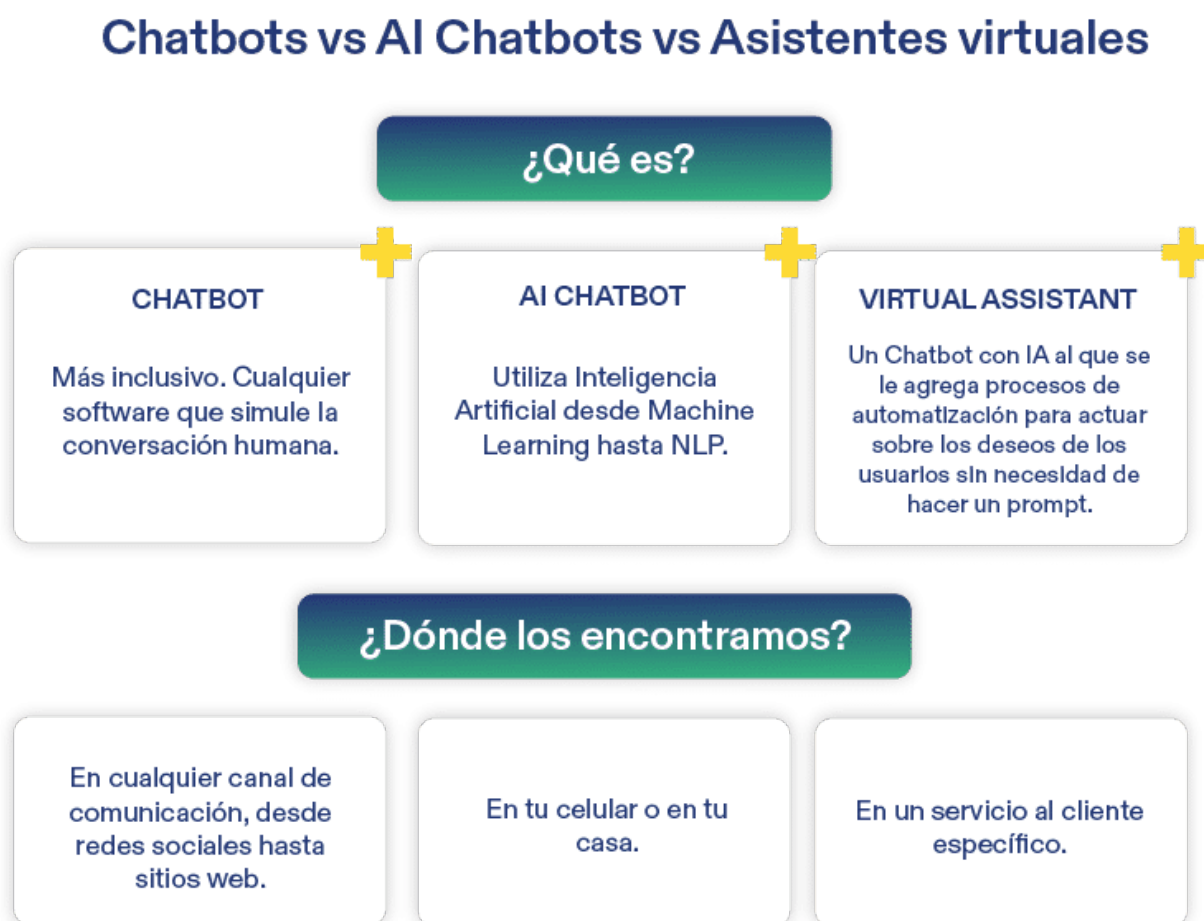 Chatbots vs AI Chatbots vs Asistentes virtuales
¿Qué es?
CHATBOT
Más inclusivo. Cualquier
software que simule la
conversación humana.
AI CHATBOT
Utiliza Inteligencia
Artificial desde Machine
Learning hasta NLP.
VIRTUAL ASSISTANT
Un Chatbot con IA al que se
le agrega procesos de
automatización para actuar
sobre los deseos de los
usuarios sin necesidad de
hacer un prompt.
¿Dónde los encontramos?
En cualquier canal de
comunicación, desde
redes sociales hasta
sitios web.
En tu celular o en tu
casa.
En un servicio al cliente
específico.